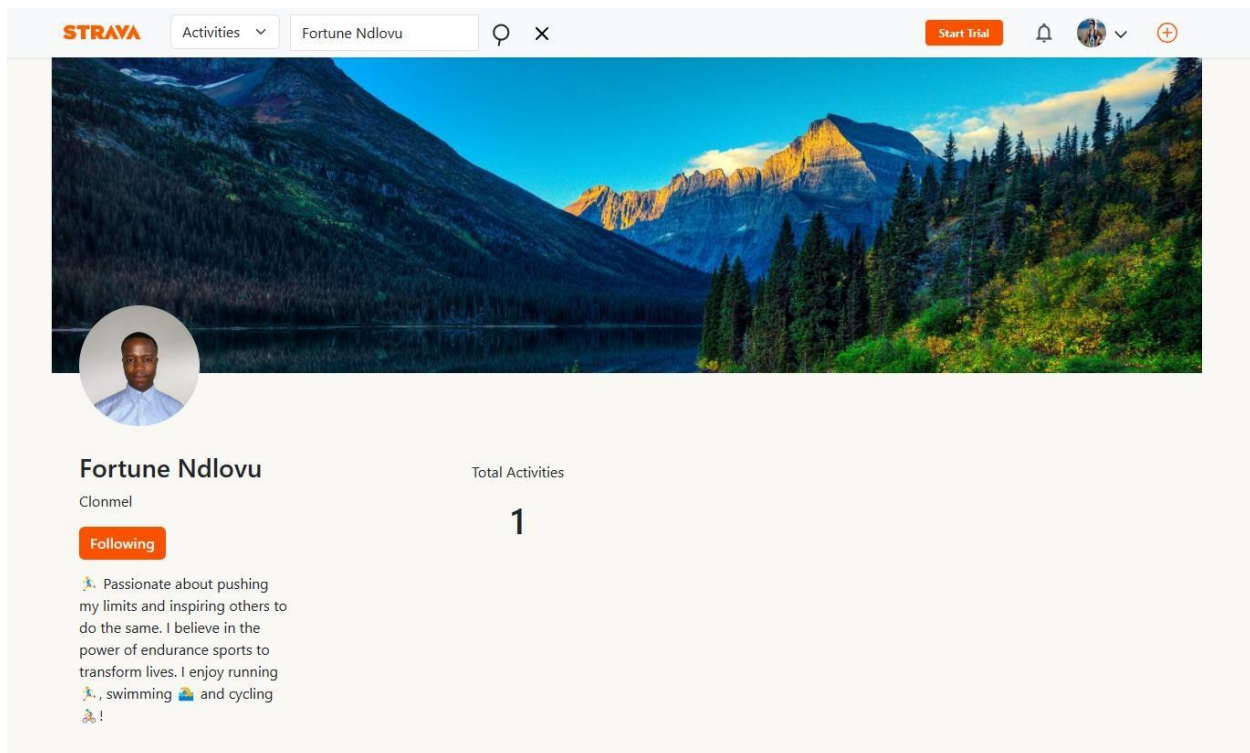 STRAVA
Activities
Fortune Ndlovu
Start Trial
Fortune Ndlovu
Clonmel
Following
Total Activities
1
🏃 Passionate about pushing
my limits and inspiring others to
do the same. I believe in the
power of endurance sports to
transform lives. I enjoy running
🏃, swimming 🏊 and cycling
🚴!